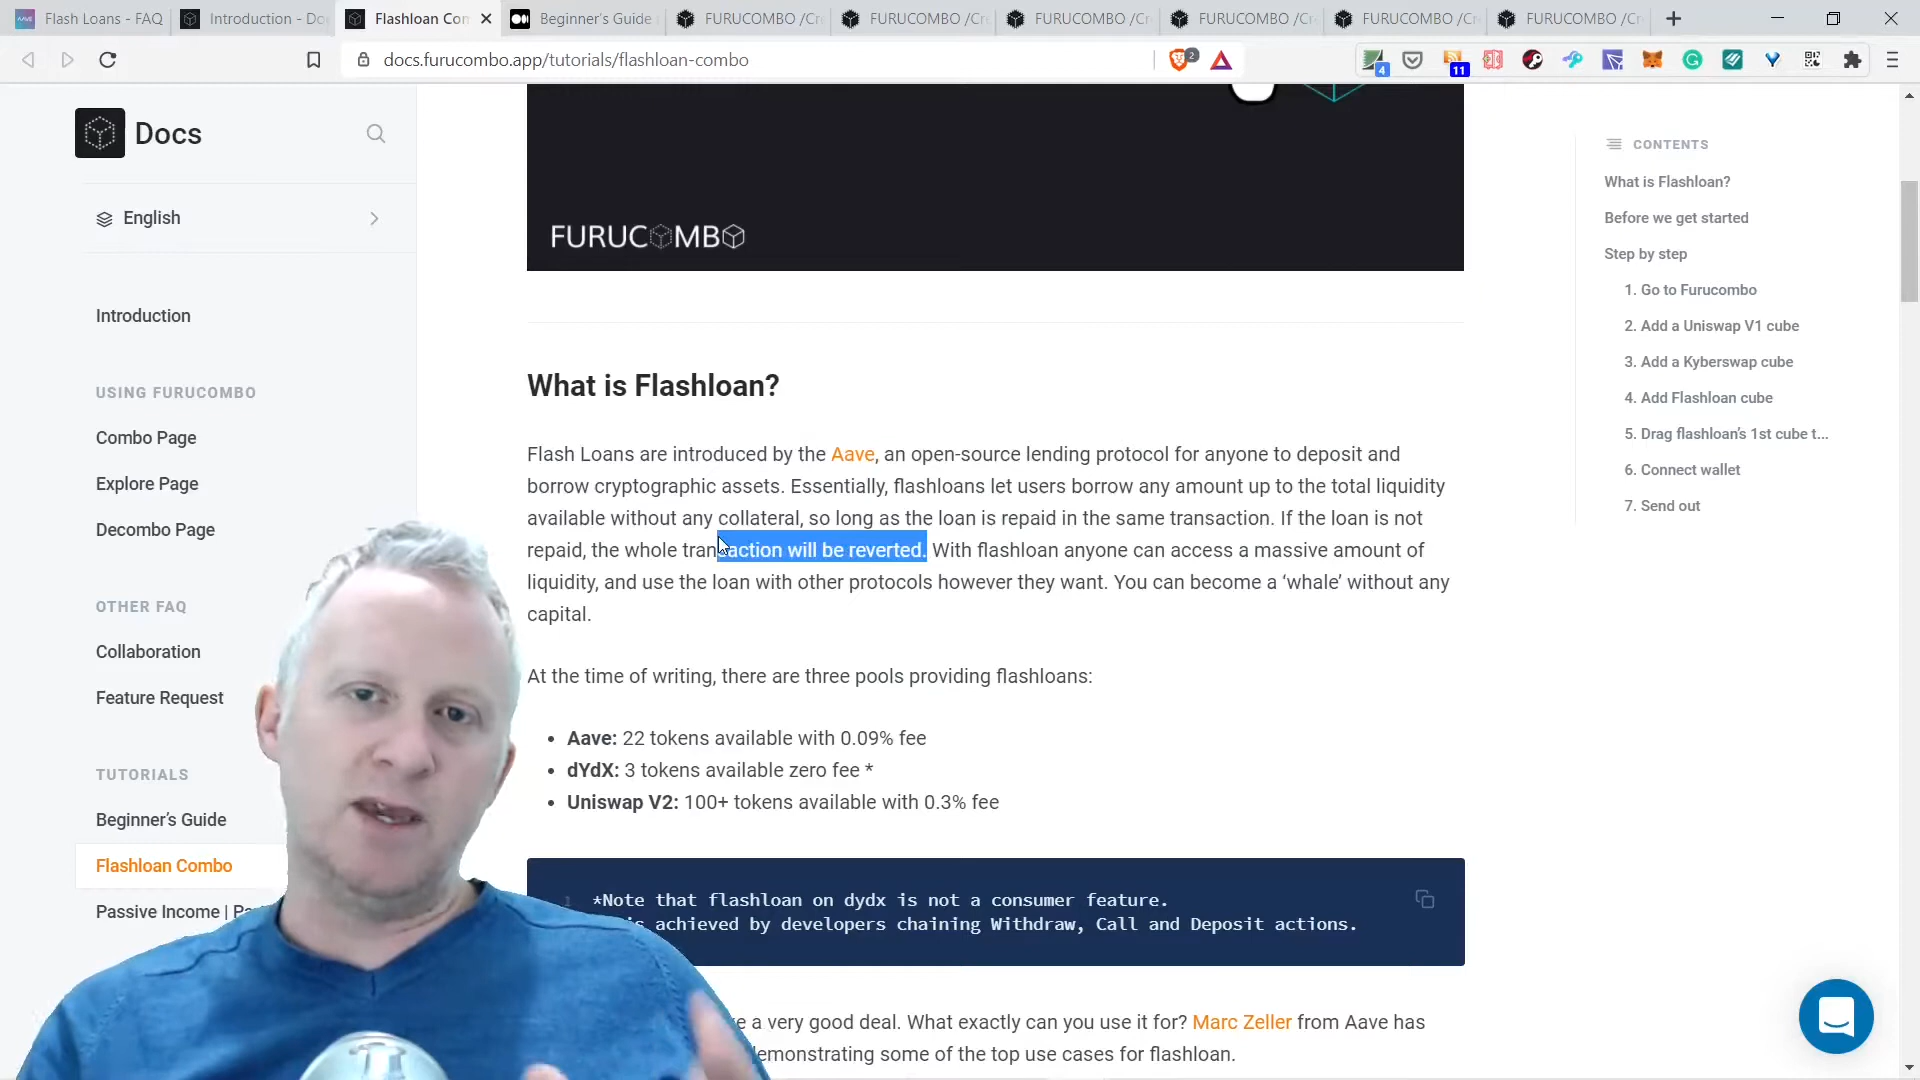 Flash Loans - FAQ
Introduction - Do
Flashloan Com
Beginner's Guide
FURUCOMBO /Cr
FURUCOMBO /Cr
FURUCOMBO /Cr
FURUCOMBO /Cr
FURUCOMBO /Cr
FURUCOMBO /Cr
docs.furucombo.app/tutorials/flashloan-combo
2
4
11
Docs
English
Introduction
USING FURUCOMBO
Combo Page
Explore Page
Decombo Page
OTHER FAQ
Collaboration
Feature Request
TUTORIALS
Beginner's Guide
Flashloan Combo
Passive Income |
FURUCOMBO
What is Flashloan?
Flash Loans are introduced by the Aave, an open-source lending protocol for anyone to deposit and
borrow cryptographic assets. Essentially, flashloans let users borrow any amount up to the total liquidity
available without any collateral, so long as the loan is repaid in the same transaction. If the loan is not
repaid, the whole transaction will be reverted. With flashloan anyone can access a massive amount of
liquidity, and use the loan with other protocols however they want. You can become a ‘whale’ without any
capital.
At the time of writing, there are three pools providing flashloans:
• Aave: 22 tokens available with 0.09% fee
• dYdX: 3 tokens available zero fee *
• Uniswap V2: 100+ tokens available with 0.3% fee
1 *Note that flashloan on dydx is not a consumer feature.
achieved by developers chaining Withdraw, Call and Deposit actions.
a very good deal. What exactly can you use it for? Marc Zeller from Aave has
demonstrating some of the top use cases for flashloan.
CONTENTS
What is Flashloan?
Before we get started
Step by step
1. Go to Furucombo
2. Add a Uniswap V1 cube
3. Add a Kyberswap cube
4. Add Flashloan cube
5. Drag flashloan’s 1st cube t...
6. Connect wallet
7. Send out